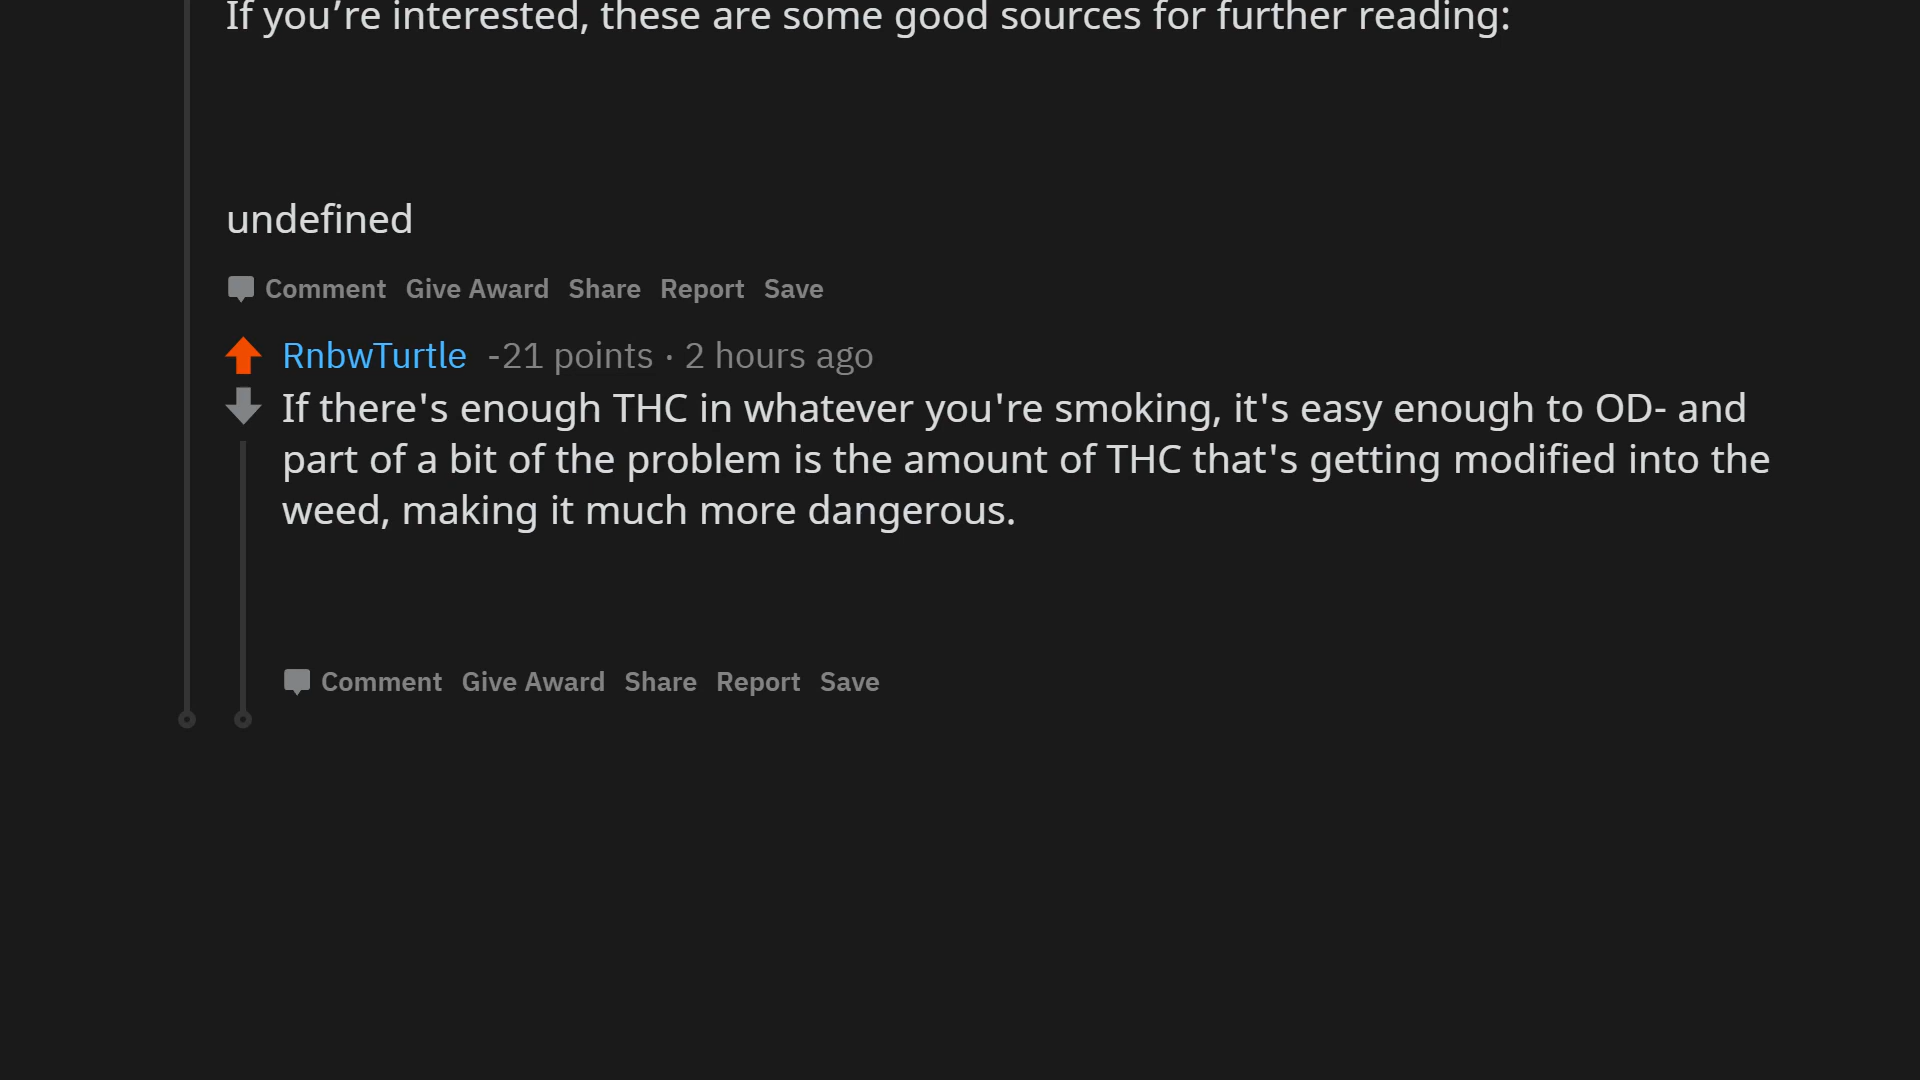 If you’re interested, these are some good sources for further reading:
undefined
Comment Give Award Share Report Save
RnbwTurtle -21 points · 2 hours ago
If there's enough THC in whatever you're smoking, it's easy enough to OD- and
part of a bit of the problem is the amount of THC that's getting modified into the
weed, making it much more dangerous.
Comment Give Award Share Report Save